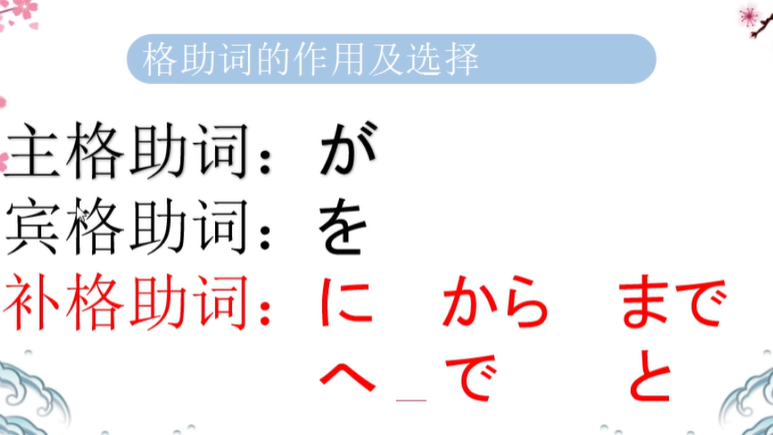 格助词的作用及选择
主格助词：が
宾格助词：を
补格助词：に から まで
へ で と